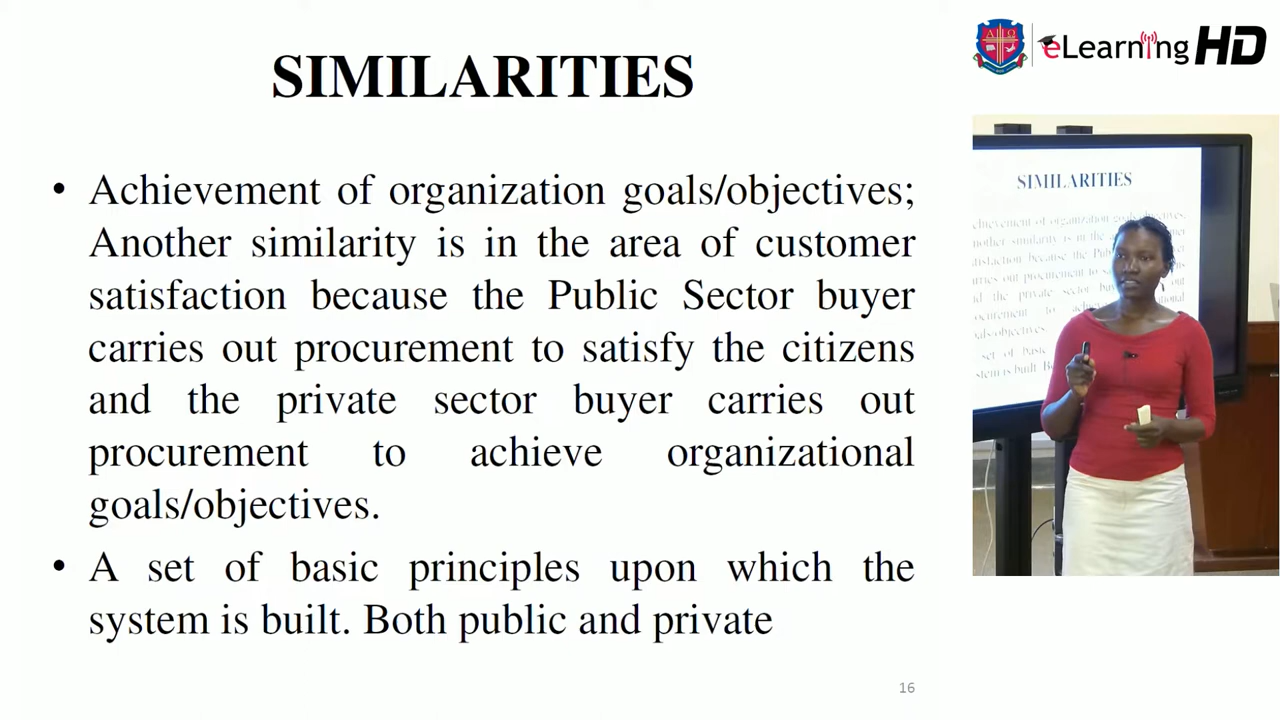 SIMILARITIES
• Achievement of organization goals/objectives;
Another similarity is in the area of customer
satisfaction because the Public Sector buyer
carries out procurement to satisfy the citizens
and the private sector buyer carries out
procurement to achieve organizational
goals/objectives.
• A set of basic principles upon which the
system is built. Both public and private
16
eLearning HD
SIMILARITIES